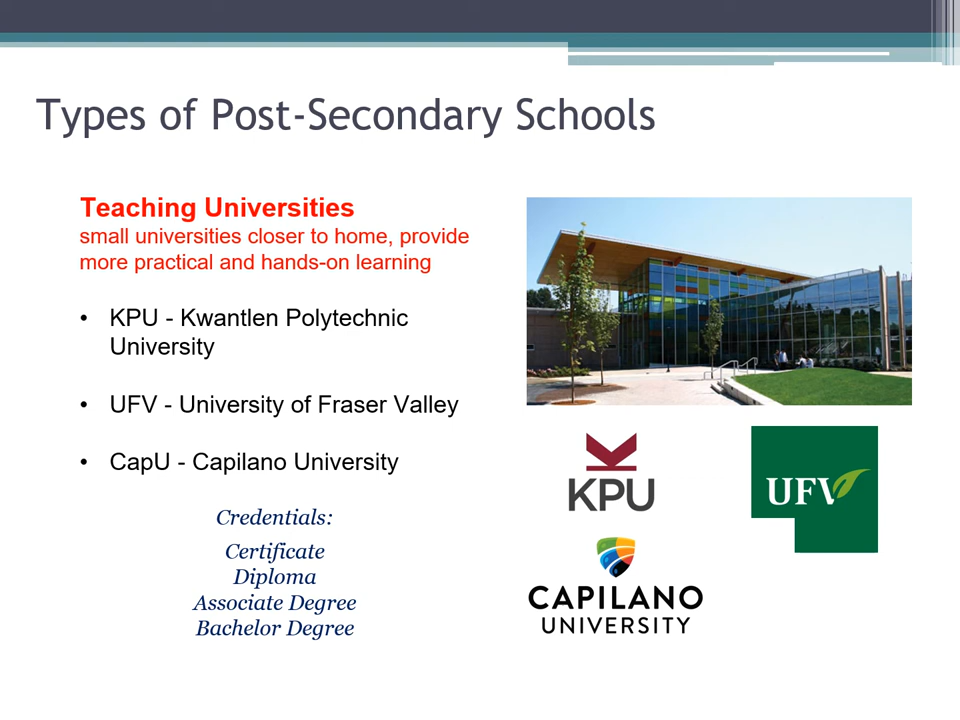 Types of Post-Secondary Schools
Teaching Universities
small universities closer to home, provide
more practical and hands-on learning
• KPU - Kwantlen Polytechnic
University
• UFV - University of Fraser Valley
• CapU - Capilano University
Credentials:
Certificate
Diploma
Associate Degree
Bachelor Degree
KPU
UFV
CAPILANO
UNIVERSITY